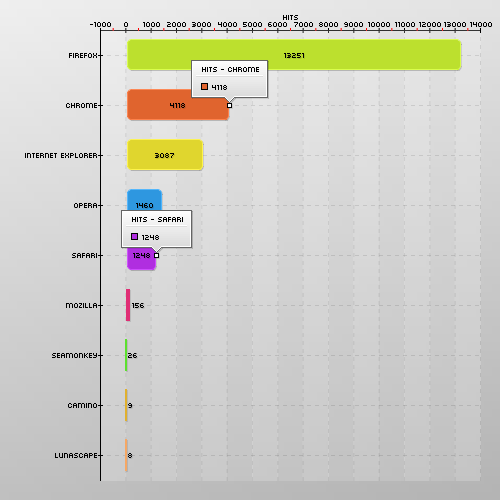 HITS
-1000 0 1000 2000 3000 4000 5000 6000 7000 8000 9000 10000 11000 12000 13000 14000
FIREFOX 13251
HITS - CHROME
4118
CHROME 4118
INTERNET EXPLORER 3087
OPERA 1460
HITS - SAFARI
1248
SAFARI 1248
MOZILLA 156
SEAMONKEY 26
CAMINO 9
LUNASCAPE 8